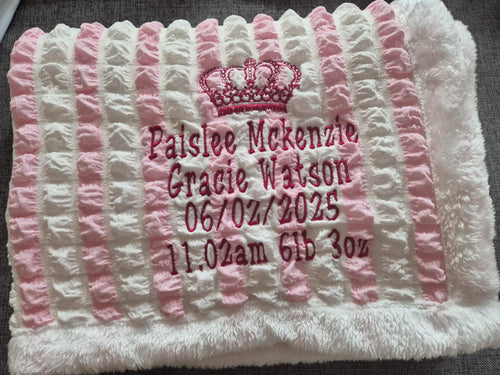 Paislee Mckenzie
Gracie Watson
06/02/2025
11.02am 6lb 3oz